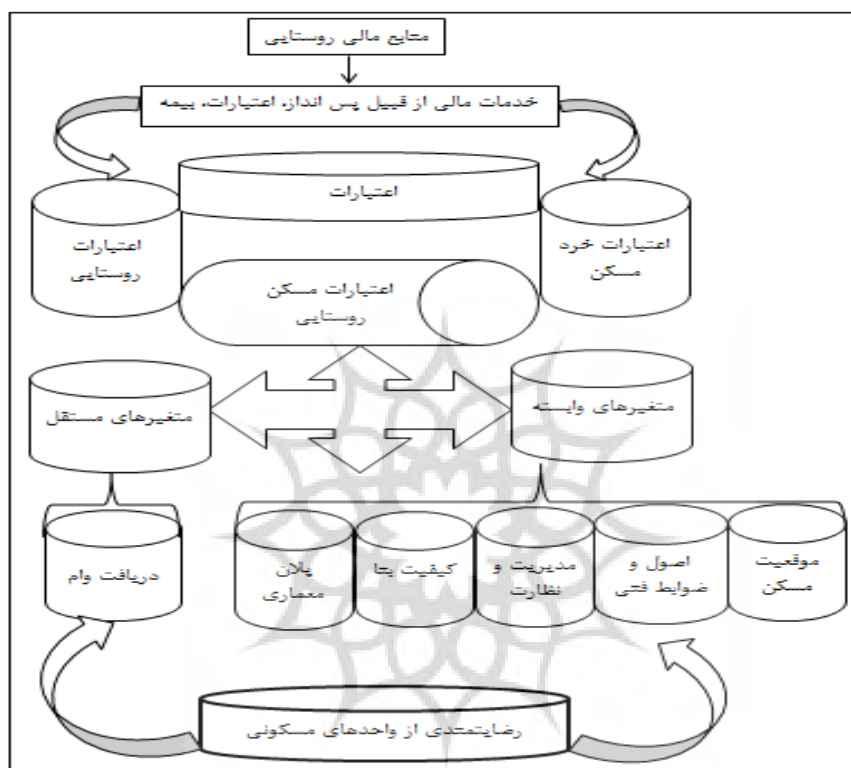 منابع مالی روستایی
خدمات مالی از قبیل پس انداز، اعتبارات، بیمه
اعتبارات
اعتبارات خرد
مسکن
اعتبارات
روستایی
اعتبارات مسکن
روستایی
متغیرهای وابسته
متغیرهای مستقل
موقعیت
مسکن
اصول و
ضوابط فنی
مدیریت و
نظارت
کیفیت بنا
پلان
معماری
دریافت وام
رضایتمندی از واحدهای مسکونی